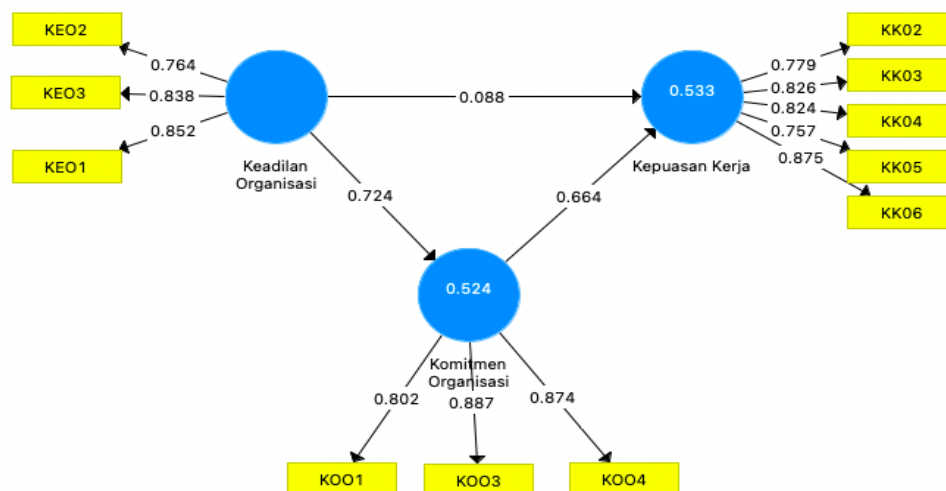 KEO2
KEO3
KEO1
0.764
0.838
0.852
Keadilan
Organisasi
0.088
0.724
0.533
Kepuasan Kerja
0.664
0.779
0.826
0.824
0.757
0.875
KK02
KK03
KK04
KK05
KK06
0.524
Komitmen
Organisasi
0.802
0.887
0.874
KOO1
KOO3
KOO4